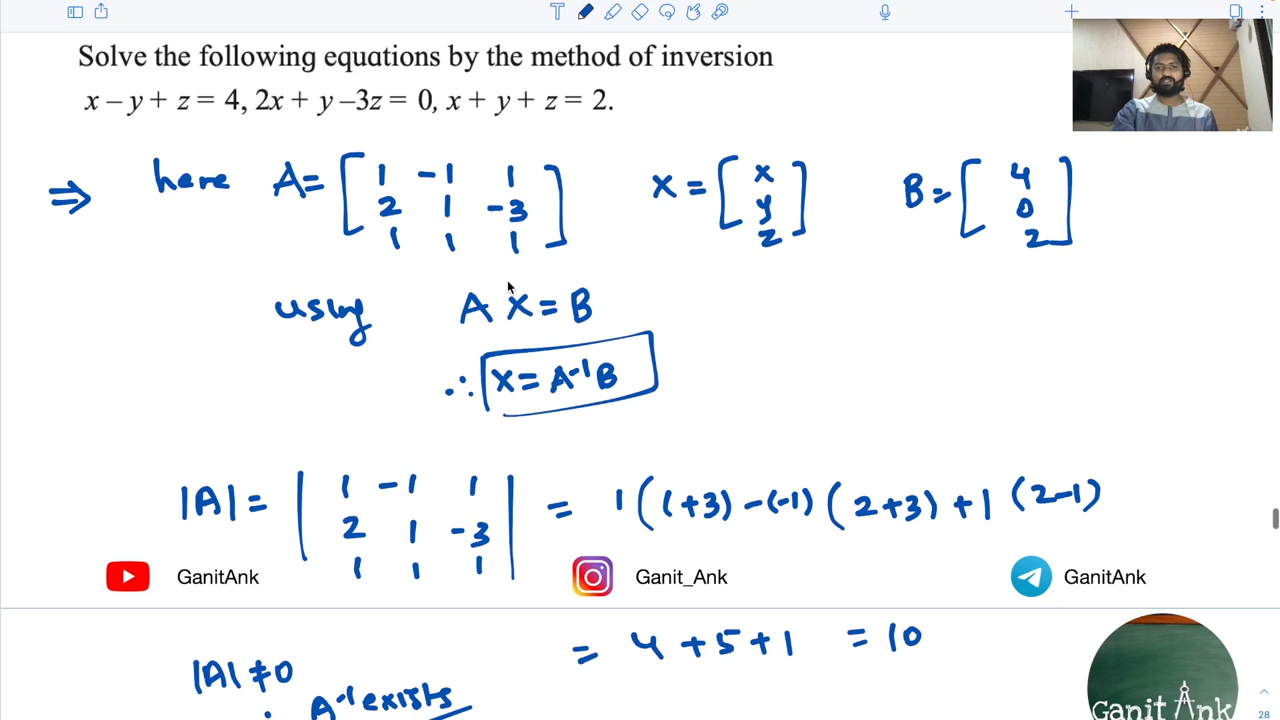 Solve the following equations by the method of inversion
x – y + z = 4, 2x + y –3z = 0, x + y + z = 2.
⇒ here A= [ 1 -1 1 X = [ x B= [ 4
2 1 -3 y 0
1 1 1 ] z ] 2 ]
using A X = B
∴ X = A⁻¹B
|A| = | 1 -1 1 | = 1 (1+3) -(-1) (2+3) +1 (2-1)
2 1 -3
1 1 1
GanitAnk Ganit_Ank GanitAnk
= 4 +5 +1 = 10
|A| ≠ 0
∴ A⁻¹ exists
Ganit Ank
28